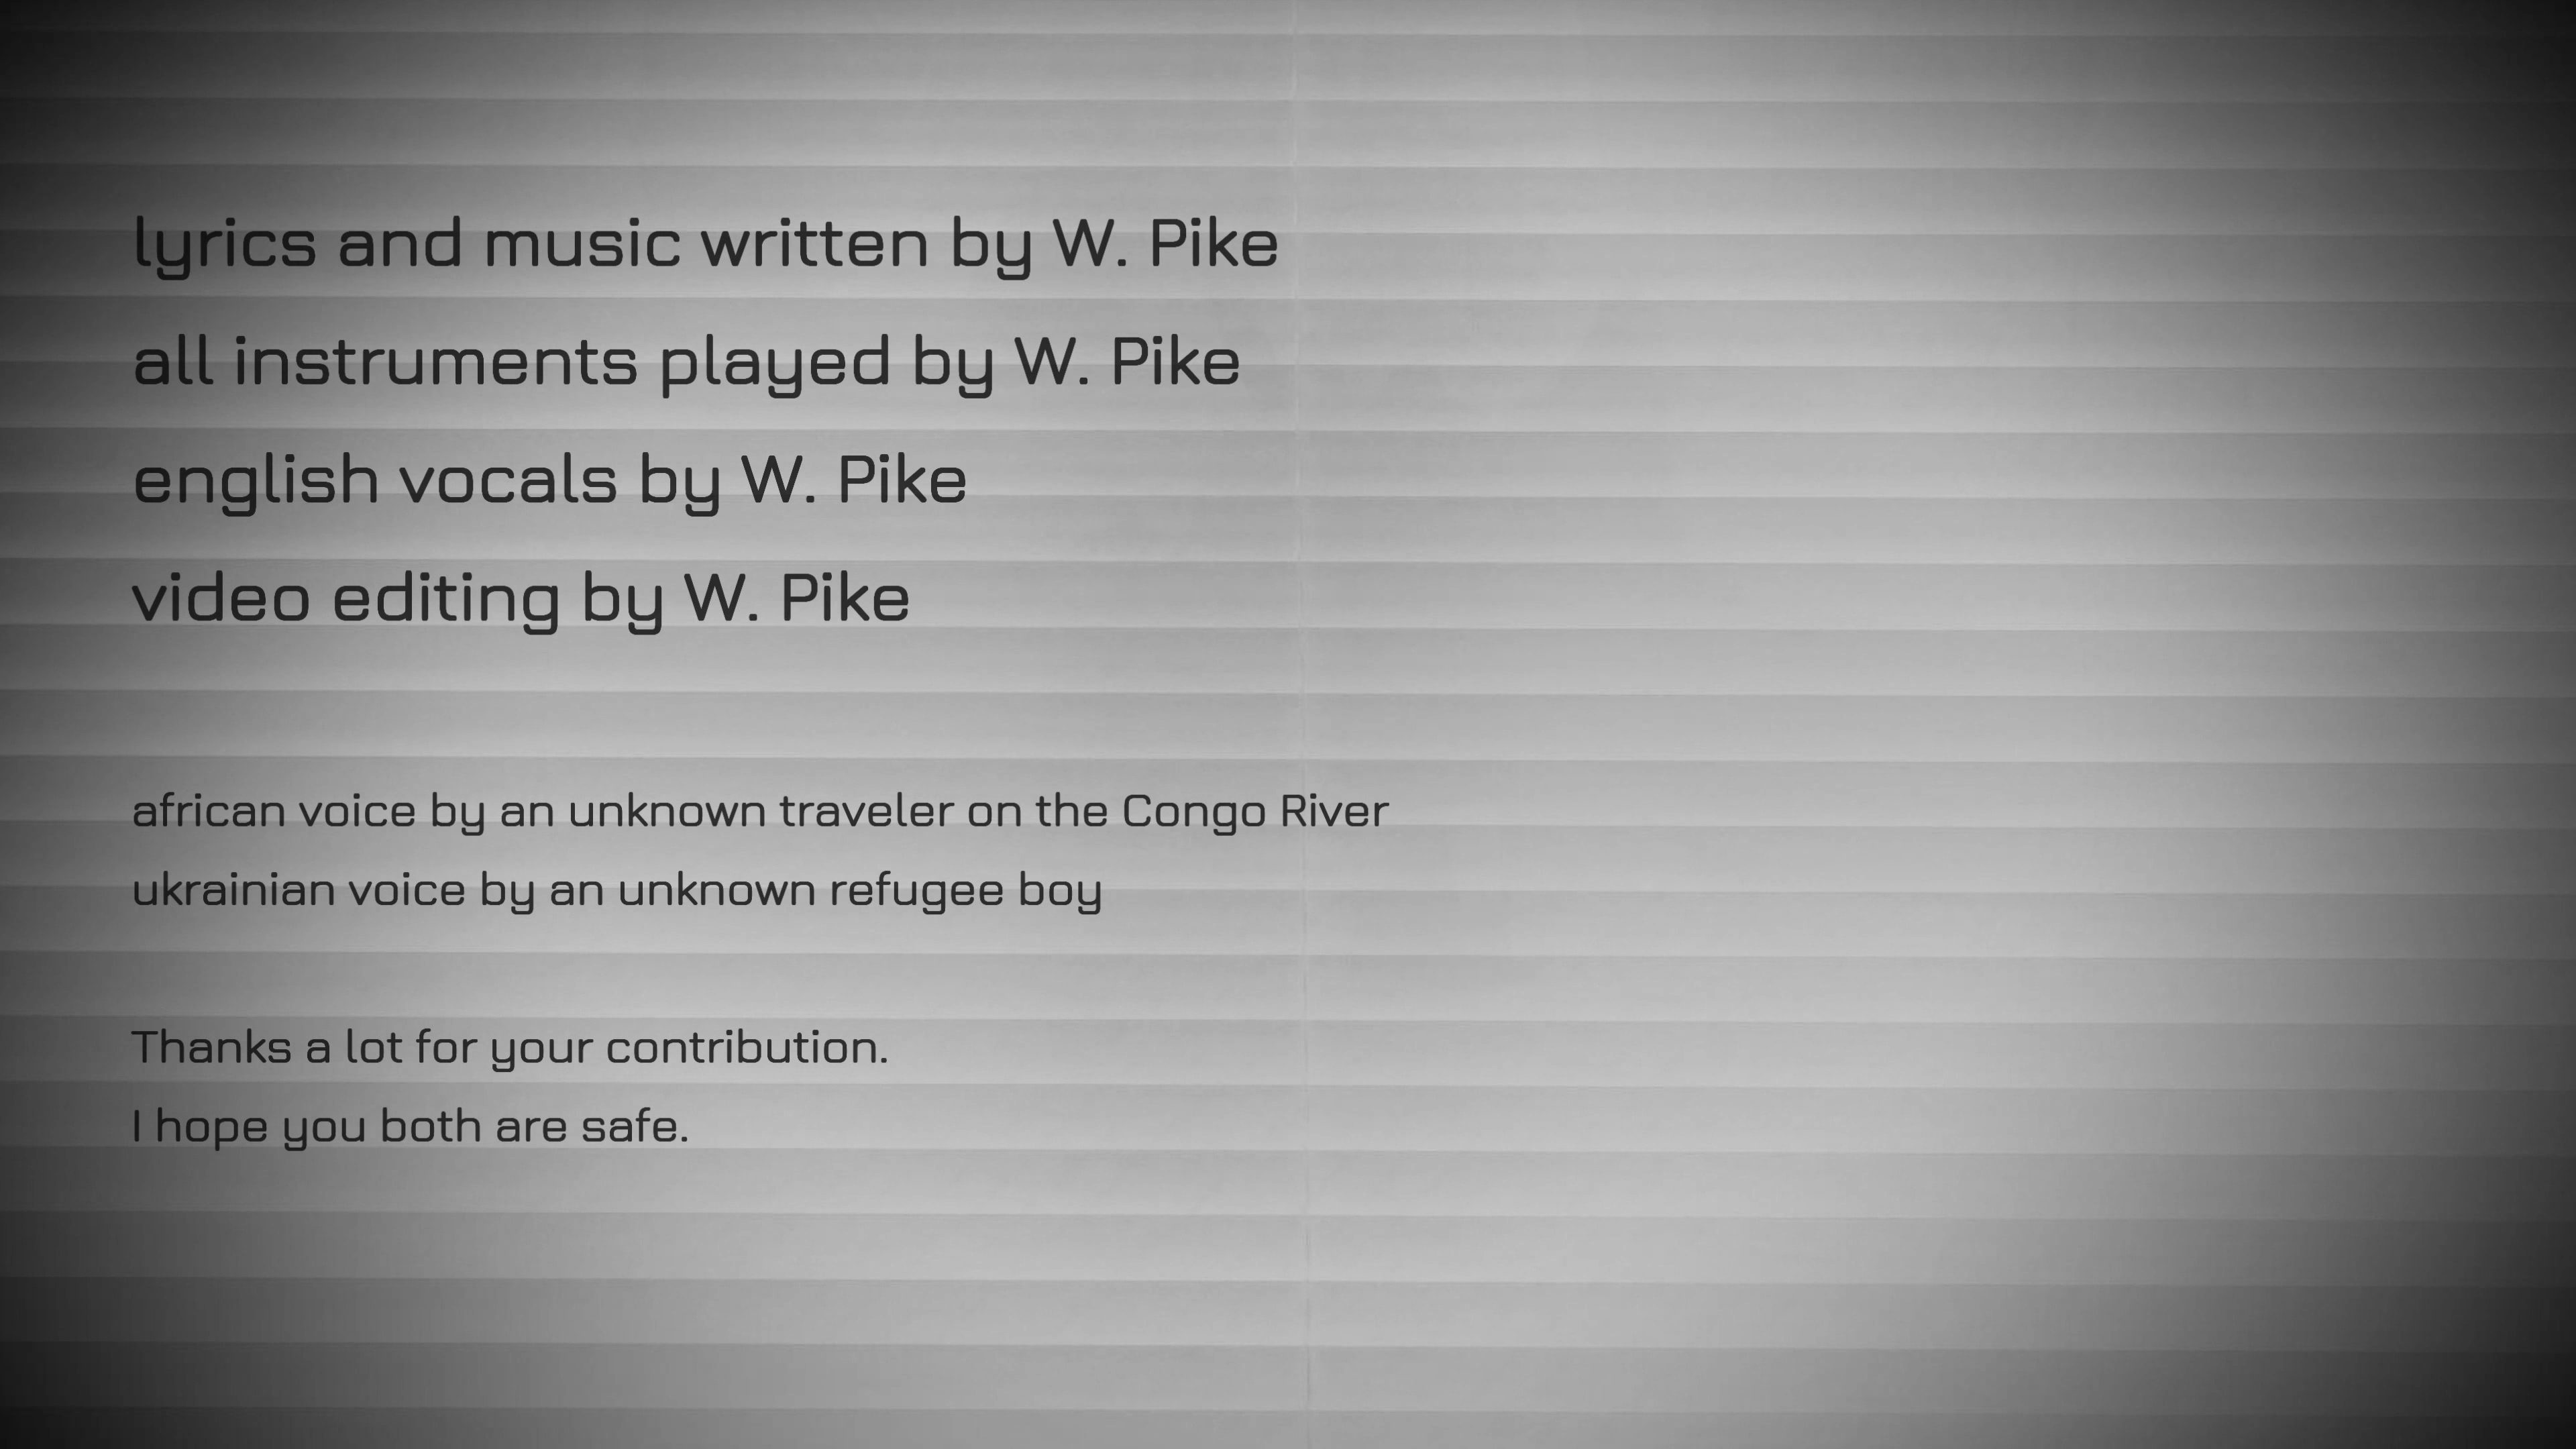 lyrics and music written by W. Pike
all instruments played by W. Pike
english vocals by W. Pike
video editing by W. Pike
african voice by an unknown traveler on the Congo River
ukrainian voice by an unknown refugee boy
Thanks a lot for your contribution.
I hope you both are safe.